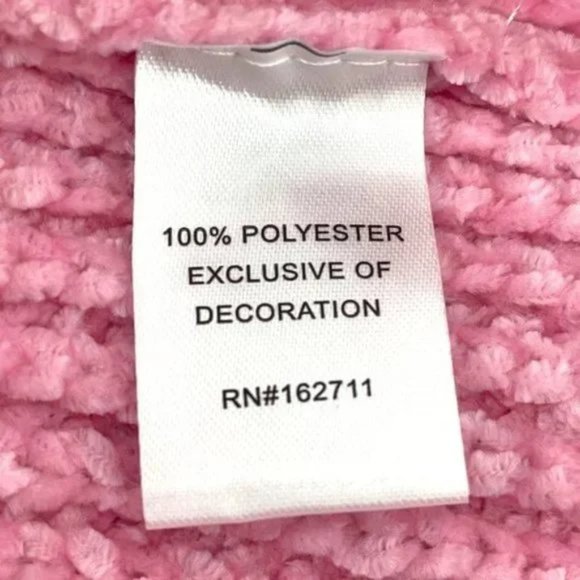 100% POLYESTER
EXCLUSIVE OF
DECORATION
RN#162711